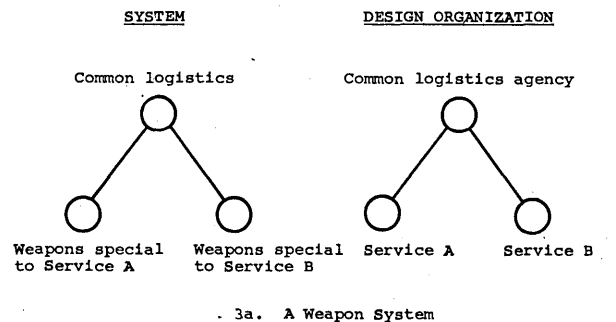 SYSTEM
DESIGN ORGANIZATION
Common logistics
Common logistics agency
Weapons special
to Service A
Weapons special
to Service B
Service A
Service B
3a. A Weapon System